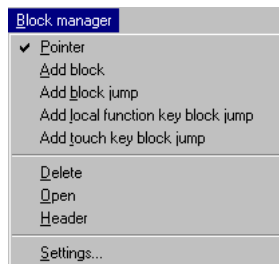 Block manager
Pointer
Add block
Add block jump
Add local function key block jump
Add touch key block jump
Delete
Open
Header
Settings...